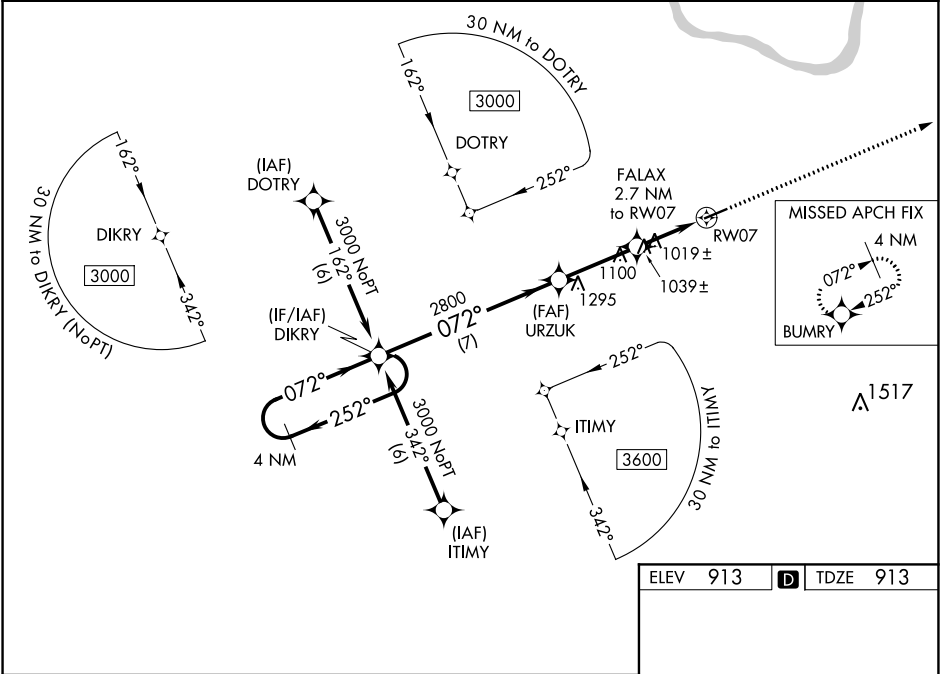 30 NM to DOTRY
162°
3000
DOTRY
252°
162°
DIKRY
3000
342°
30 NM to DIKRY (NoPT)
(IAF)
DOTRY
3000 NoPT
162°
(6)
FALAX
2.7 NM
to RW07
RW07
1019±
1100
1039±
MISSED APCH FIX
4 NM
072°
252°
BUMRY
(IF/IAF)
DIKRY
2800
072°
(7)
1295
(FAF)
URZUK
072°
252°
4 NM
3000 NoPT
342°
(6)
(IAF)
ITIMY
252°
ITIMY
3600
342°
30 NM to ITIMY
1517
ELEV 913 D TDZE 913